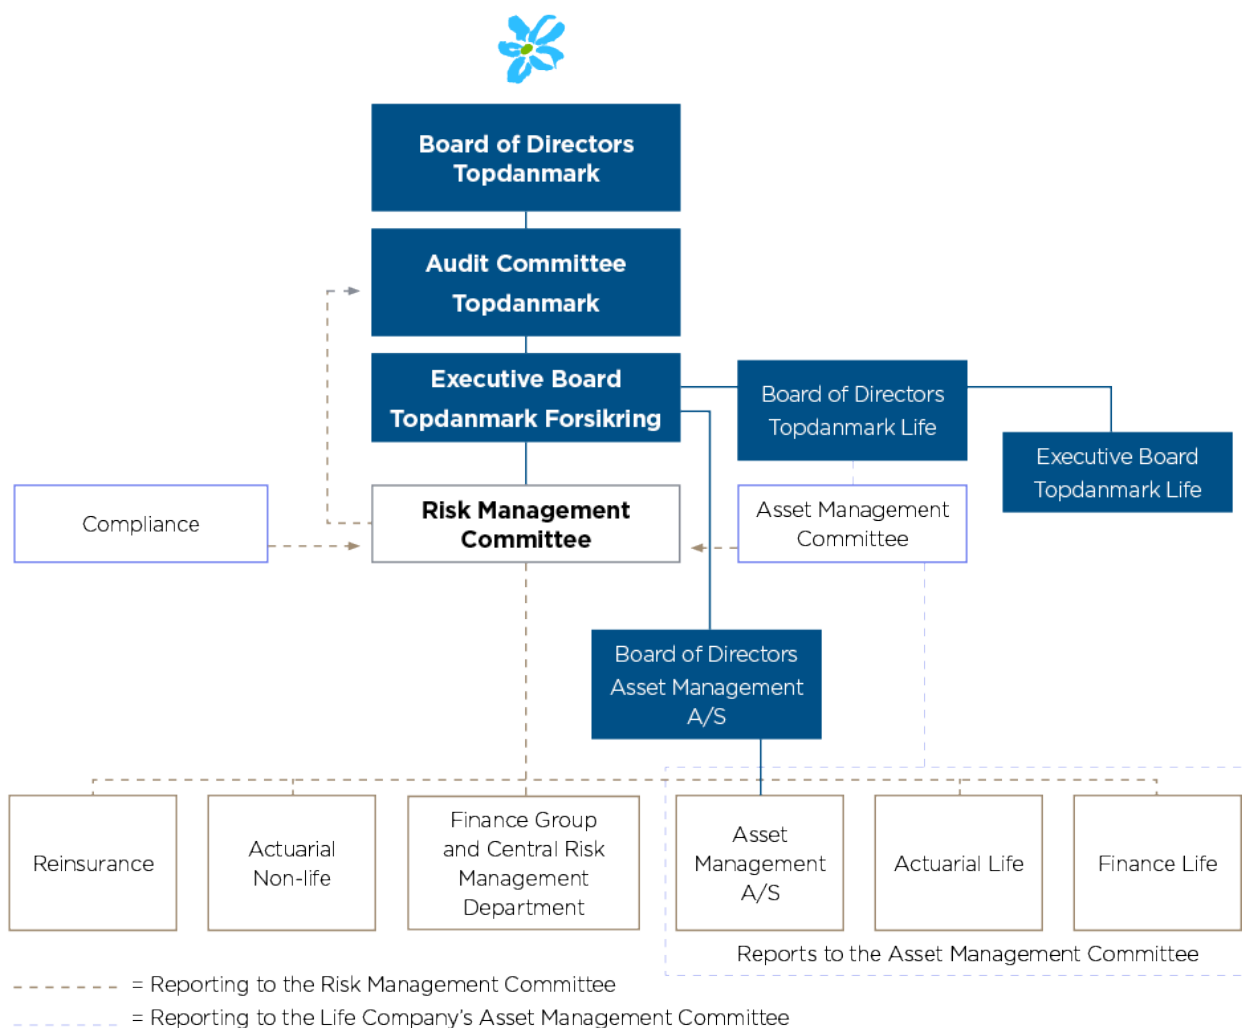 Board of Directors
Topdanmark
Audit Committee
Topdanmark
Executive Board
Topdanmark Forsikring
Board of Directors
Topdanmark Life
Executive Board
Topdanmark Life
Compliance
Risk Management
Committee
Asset Management
Committee
Board of Directors
Asset Management
A/S
Reinsurance
Actuarial
Non-life
Finance Group
and Central Risk
Management
Department
Asset
Management
A/S
Actuarial Life
Finance Life
Reports to the Asset Management Committee
= Reporting to the Risk Management Committee
= Reporting to the Life Company's Asset Management Committee